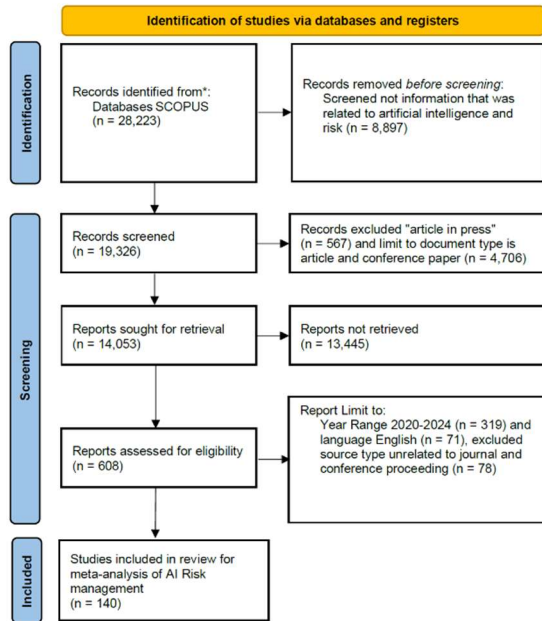 Identification of studies via databases and registers
Identification
Records identified from*:
Databases SCOPUS
(n = 28,223)
Records removed before screening:
Screened not information that was
related to artificial intelligence and
risk (n = 8,897)
Screening
Records screened
(n = 19,326)
Records excluded "article in press"
(n = 567) and limit to document type is
article and conference paper (n = 4,706)
Reports sought for retrieval
(n = 14,053)
Reports not retrieved
(n = 13,445)
Reports assessed for eligibility
(n = 608)
Report Limit to:
Year Range 2020-2024 (n = 319) and
language English (n = 71), excluded
source type unrelated to journal and
conference proceeding (n = 78)
Included
Studies included in review for
meta-analysis of AI Risk
management
(n = 140)